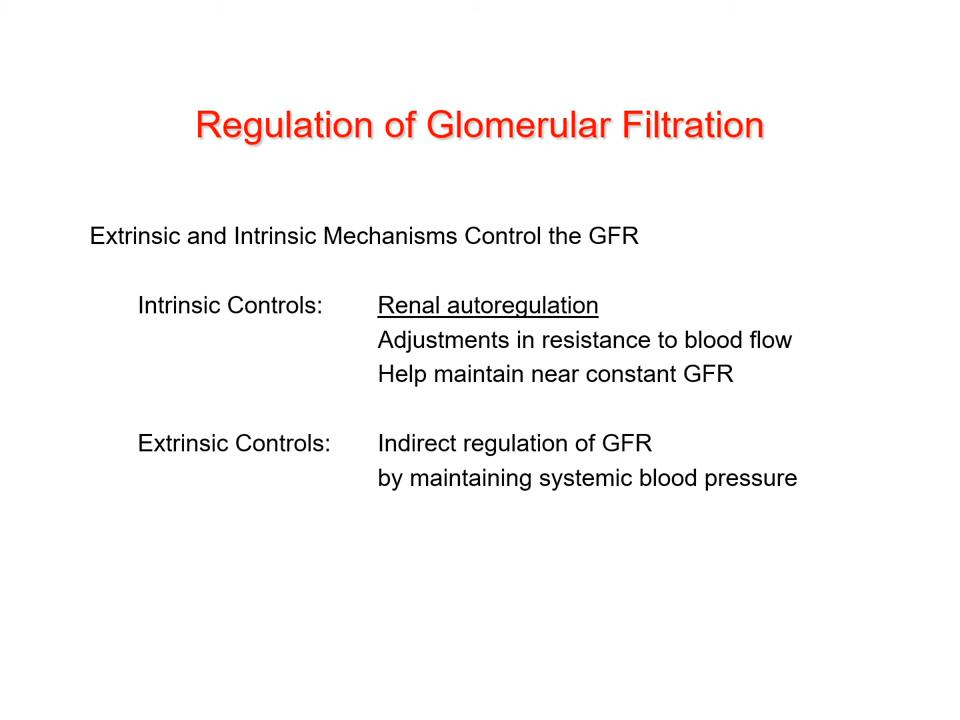 Regulation of Glomerular Filtration
Extrinsic and Intrinsic Mechanisms Control the GFR
Intrinsic Controls: Renal autoregulation
Adjustments in resistance to blood flow
Help maintain near constant GFR
Extrinsic Controls: Indirect regulation of GFR
by maintaining systemic blood pressure